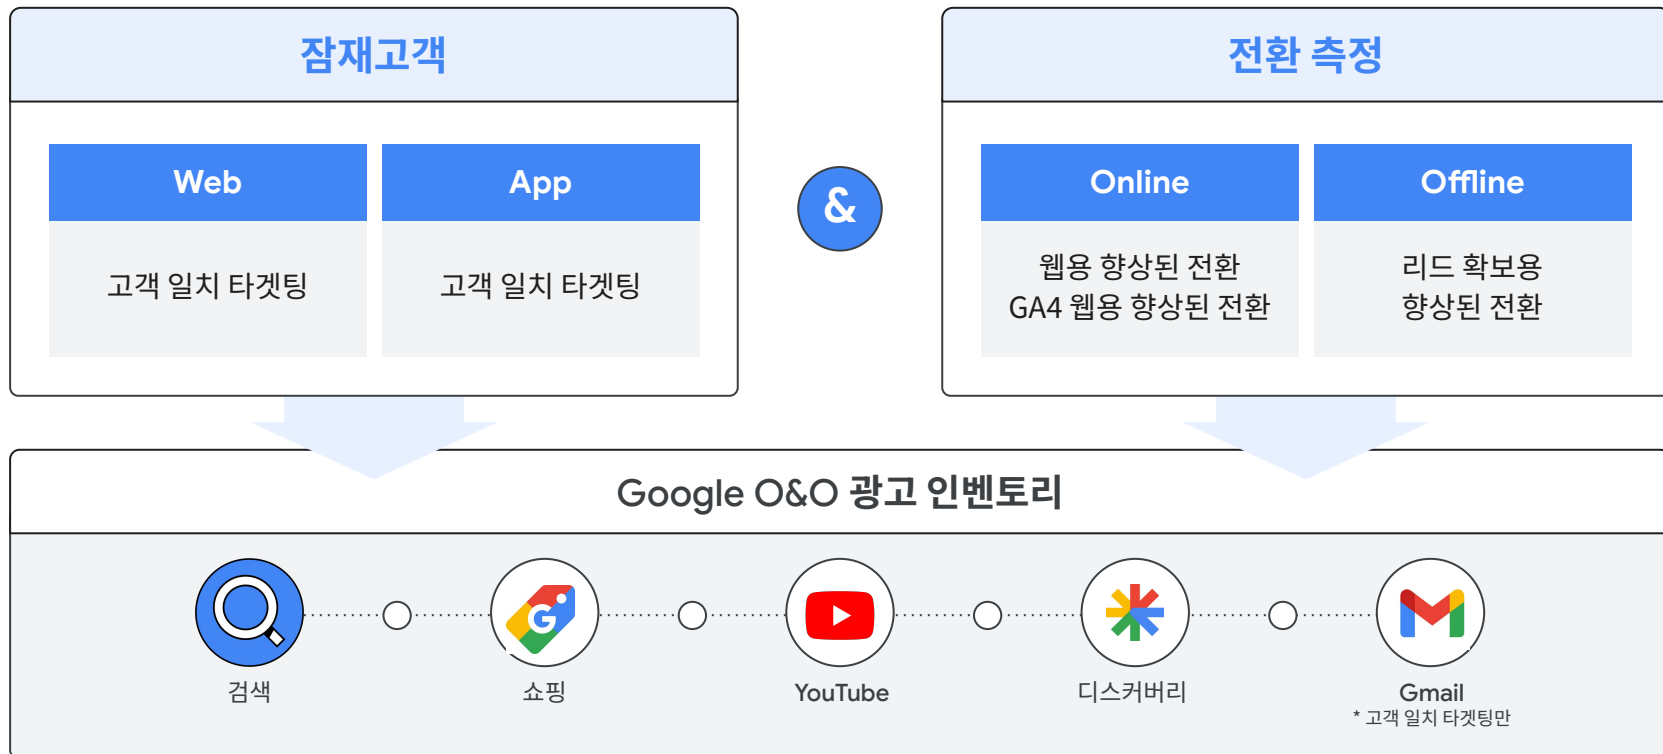 잠재고객
Web
App
고객 일치 타겟팅
고객 일치 타겟팅
&
전환 측정
Online
Offline
웹용 향상된 전환
GA4 웹용 향상된 전환
리드 확보용
향상된 전환
Google O&O 광고 인벤토리
G
검색
쇼핑
YouTube
디스커버리
Gmail
* 고객 일치 타겟팅만